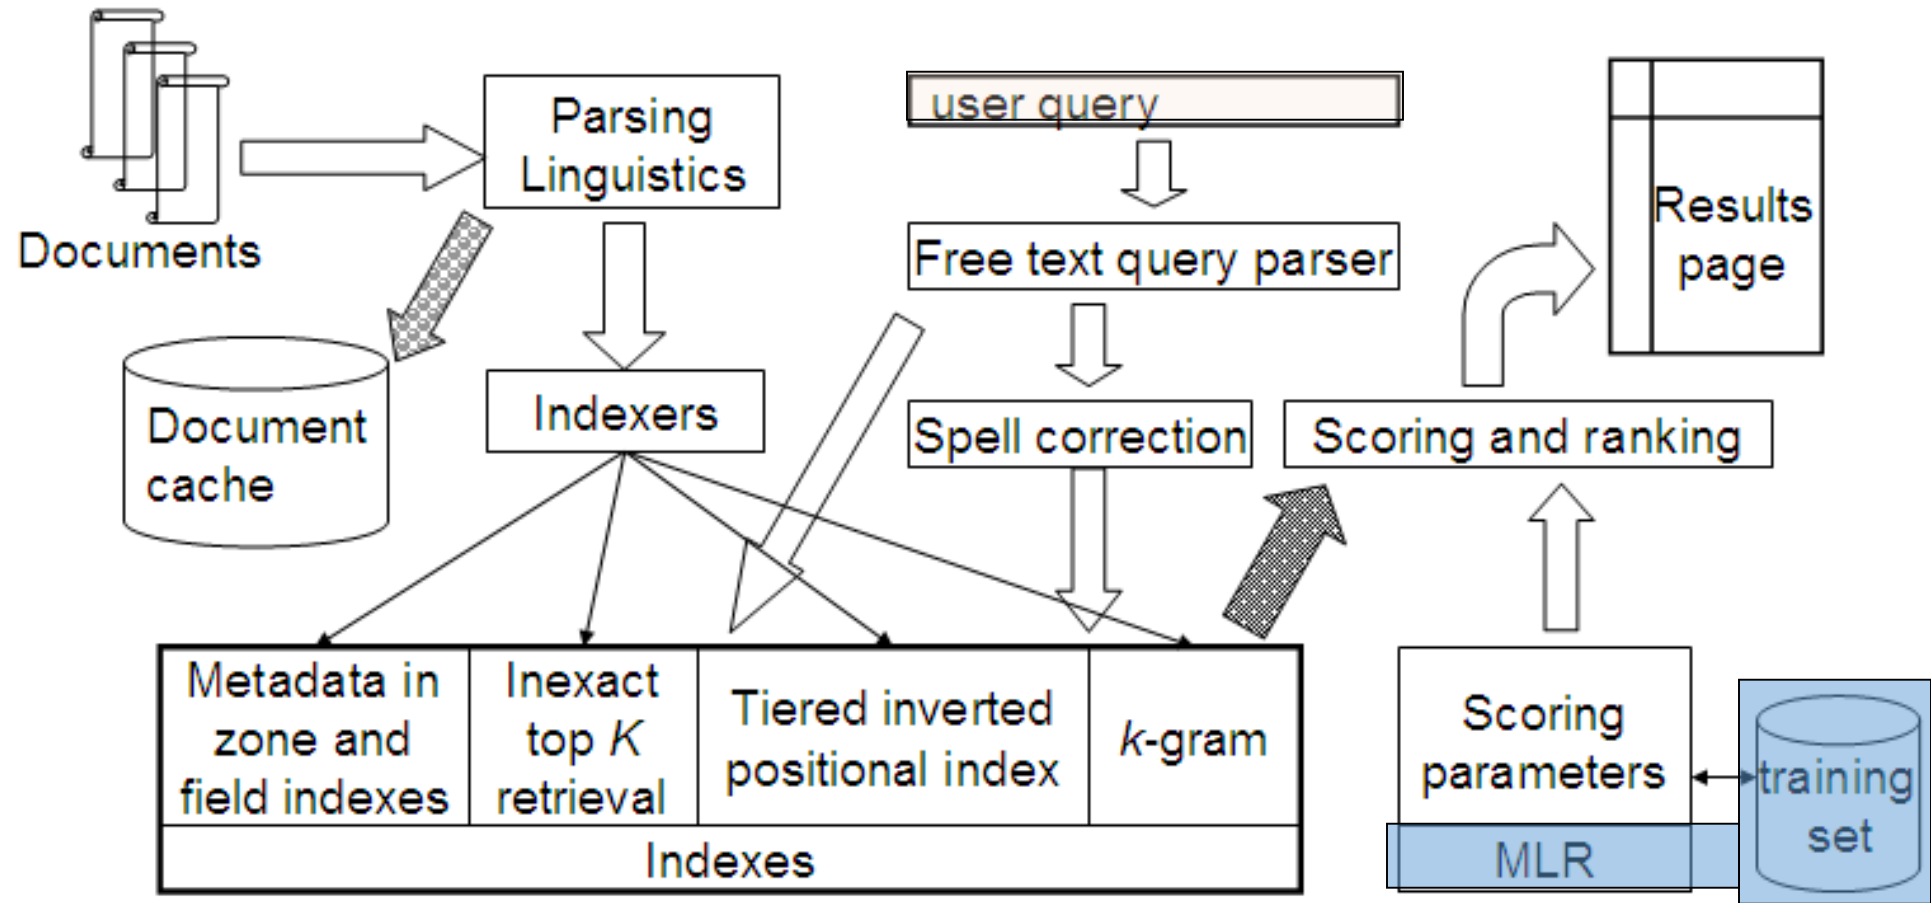 Documents
Parsing
Linguistics
user query
Results
page
Free text query parser
Document
cache
Indexers
Spell correction
Scoring and ranking
Metadata in
zone and
field indexes
Inexact
top K
retrieval
Tiered inverted
positional index
k-gram
Indexes
Scoring
parameters
MLR
training
set